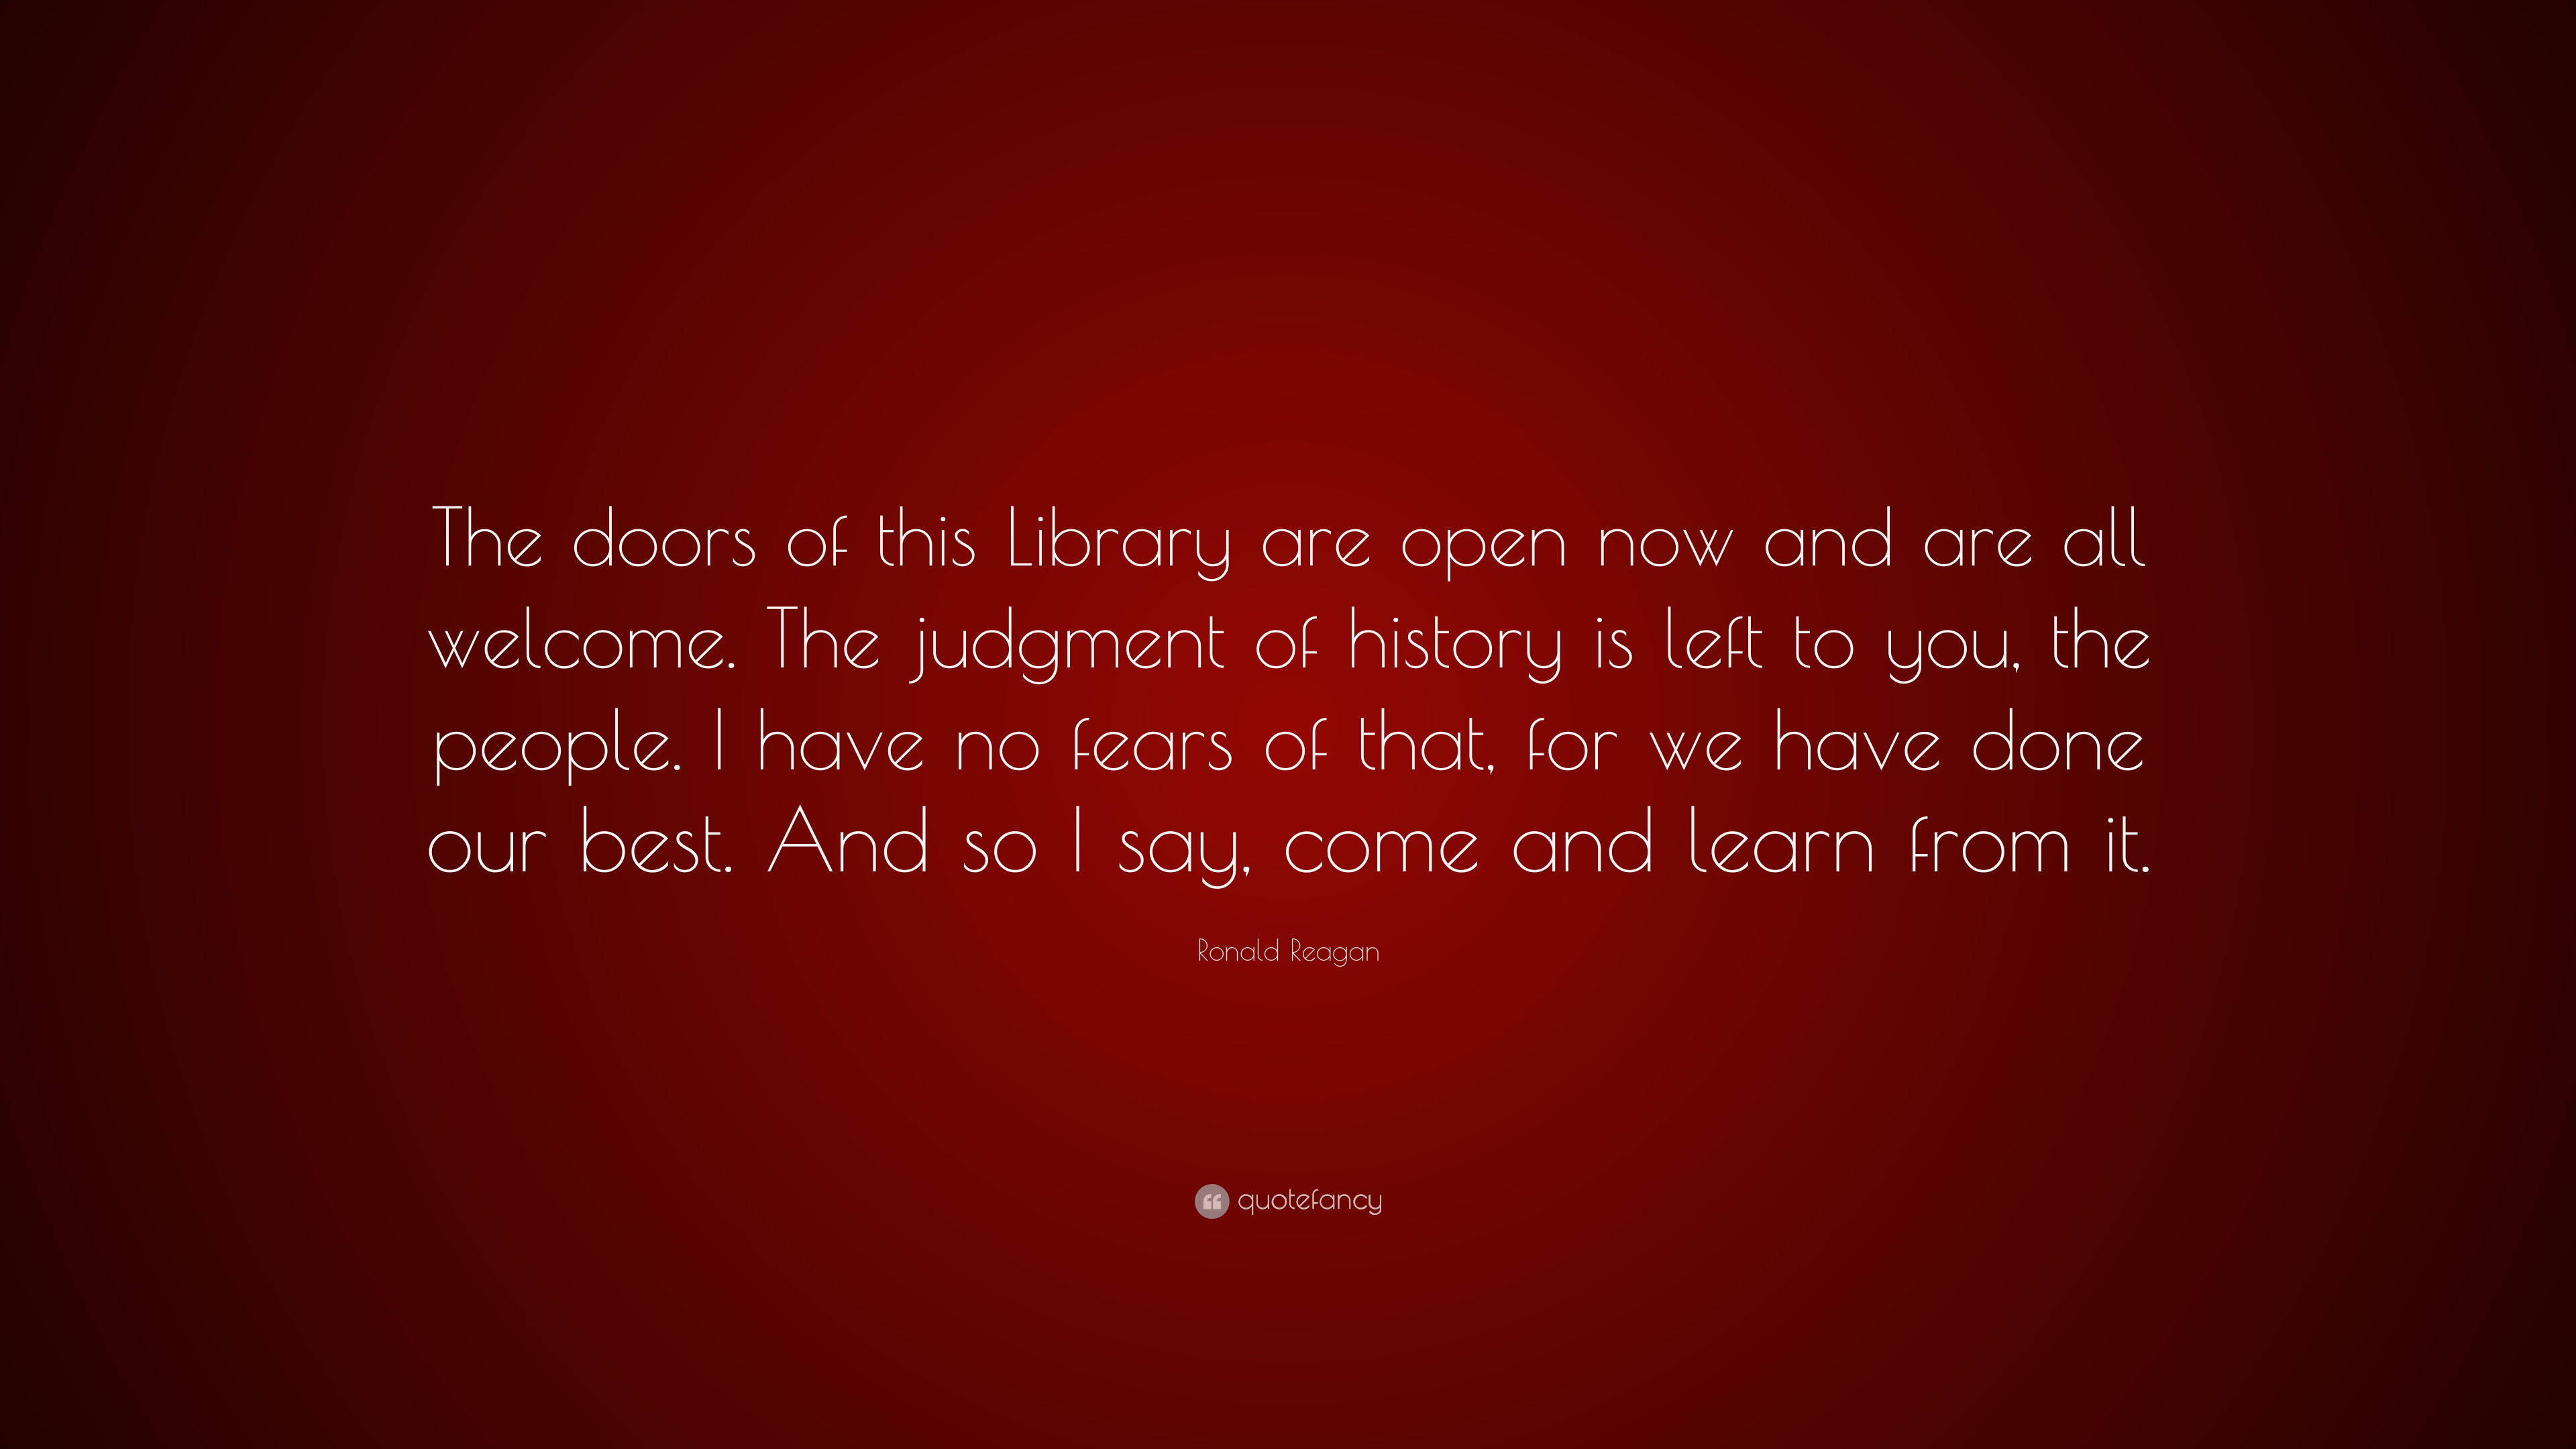 The doors of this Library are open now and are all
welcome. The judgment of history is left to you, the
people. I have no fears of that, for we have done
our best. And so I say, come and learn from it.
Ronald Reagan
quotefancy